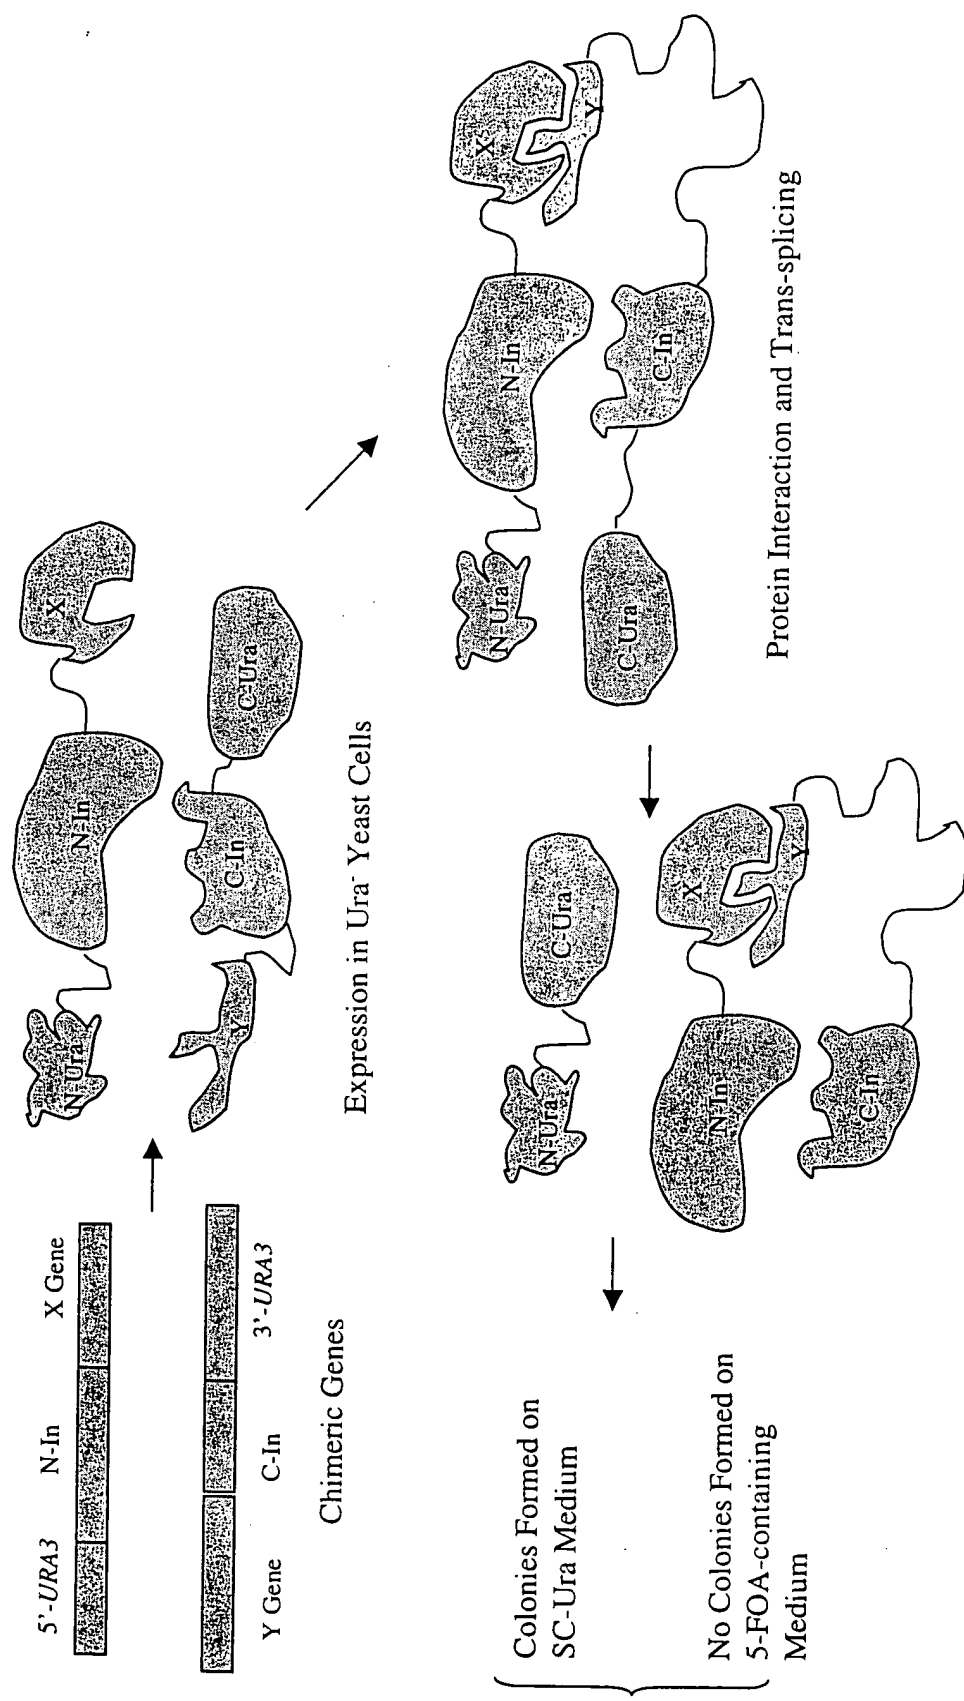 5'-URA3 N-In X Gene
Y Gene C-In 3'-URA3
Chimeric Genes
N-Ura N-In X
Y C-In C-Ura
Expression in Ura⁻ Yeast Cells
N-Ura N-In X
C-Ura C-In Y
Protein Interaction and Trans-splicing
N-Ura C-Ura
N-In X
C-In Y
Colonies Formed on
SC-Ura Medium
No Colonies Formed on
5-FOA-containing
Medium